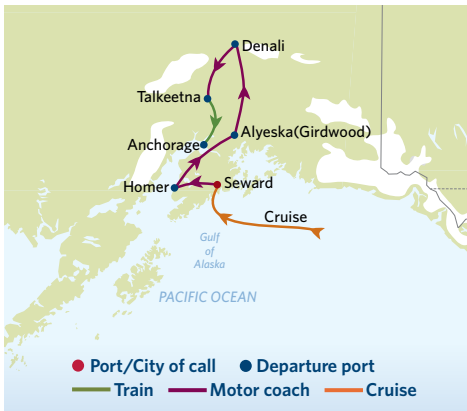 Denali
Talkeetna
Alyeska(Girdwood)
Anchorage
Homer
Seward
Cruise
Gulf
of
Alaska
PACIFIC OCEAN
Port/City of call
Departure port
Train
Motor coach
Cruise